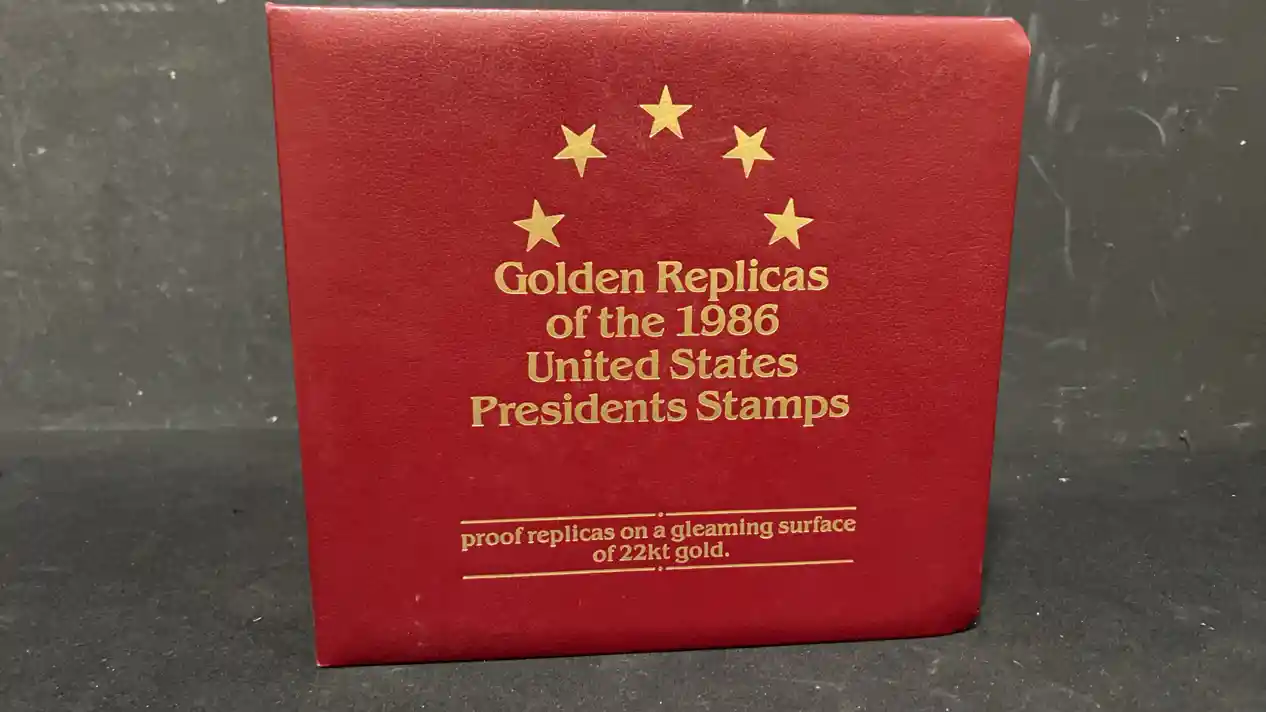 Golden Replicas
of the 1986
United States
Presidents Stamps
proof replicas on a gleaming surface
of 22kt gold.